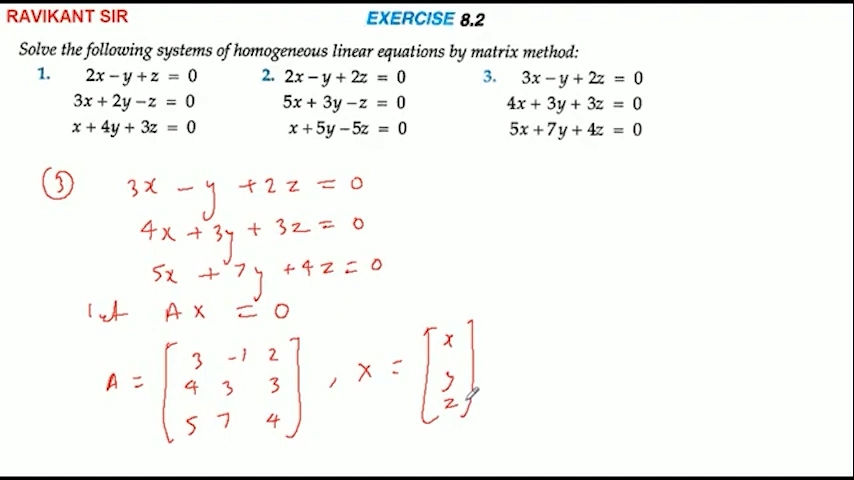 RAVIKANT SIR
EXERCISE 8.2
Solve the following systems of homogeneous linear equations by matrix method:
1. 2x – y + z = 0
3x + 2y – z = 0
x + 4y + 3z = 0
2. 2x – y + 2z = 0
5x + 3y – z = 0
x + 5y – 5z = 0
3. 3x – y + 2z = 0
4x + 3y + 3z = 0
5x + 7y + 4z = 0
③ 3x – y + 2z = 0
4x + 3y + 3z = 0
5x + 7y + 4z = 0
let AX = 0
A = [3 -1 2
4 3 3
5 7 4] , X = [x
y
z]